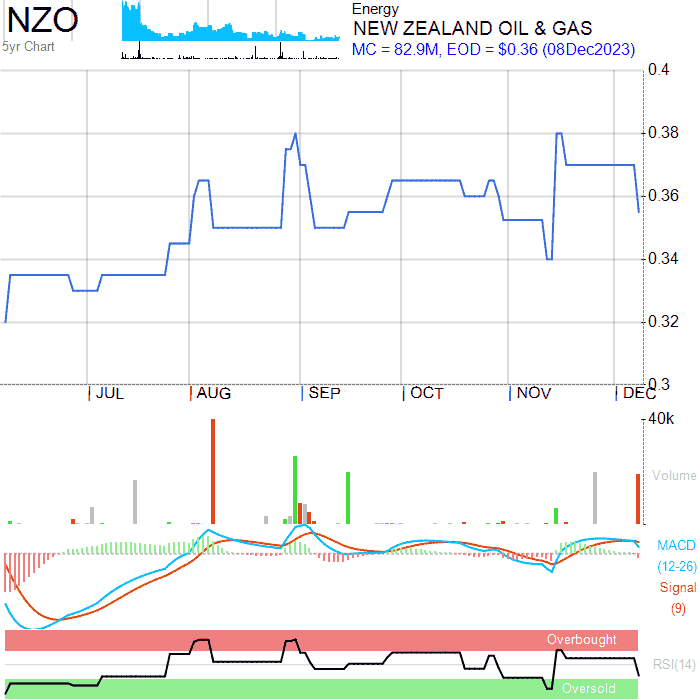 NZO
5yr Chart
Energy
NEW ZEALAND OIL & GAS
MC = 82.9M, EOD = $0.36 (08Dec2023)
0.4
0.38
0.36
0.34
0.32
0.3
JUL AUG SEP OCT NOV DEC
40k
Volume
MACD
(12-26)
Signal
(9)
Overbought
RSI(14)
Oversold